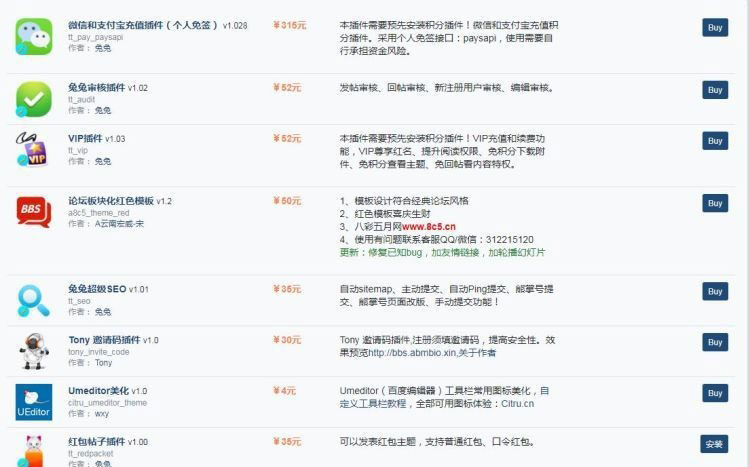 微信和支付宝充值插件（个人免签） v1.028
tt_pay_paysapi
作者： 兔兔
￥315元
本插件需要预先安装积分插件！微信和支付宝充值积
分插件。采用个人免签接口：paysapi，使用需要自
行承担资金风险。
Buy
兔兔审核插件 v1.02
tt_audit
作者： 兔兔
￥52元
发帖审核、回帖审核、新注册用户审核、编辑审核。
Buy
VIP
VIP插件 v1.03
tt_vip
作者： 兔兔
￥52元
本插件需要预先安装积分插件！VIP充值和续费功
能，VIP尊享红名、提升阅读权限、免积分下载附
件、免积分查看主题、免回帖看内容特权。
Buy
BBS
论坛板块化红色模板 v1.2
a8c5_theme_red
作者： A云南宏威-宋
￥50元
1、模板设计符合经典论坛风格
2、红色模板喜庆生财
3、八彩五月网www.8c5.cn
4、使用有问题联系客服QQ/微信：312215120
更新：修复已知bug，加友情链接，加轮播幻灯片
Buy
兔兔超级SEO v1.01
tt_seo
作者： 兔兔
￥35元
自动sitemap、主动提交、自动Ping提交、熊掌号提
交、熊掌号页面改版、手动提交功能！
Buy
Tony 邀请码插件 v1.0
tony_invite_code
作者： Tony
￥30元
Tony 邀请码插件,注册须填邀请码，提高安全性。效
果预览http://bbs.abmbio.xin,关于作者
Buy
UEditor
Umeditor美化 v1.0
citru_umeditor_theme
作者： wxy
￥4元
Umeditor（百度编辑器）工具栏常用图标美化，自
定义工具栏教程，全部可用图标体验：Citru.cn
Buy
红包帖子插件 v1.00
tt_redpacket
作者： 兔兔
￥35元
可以发表红包主题，支持普通红包、口令红包。
安装